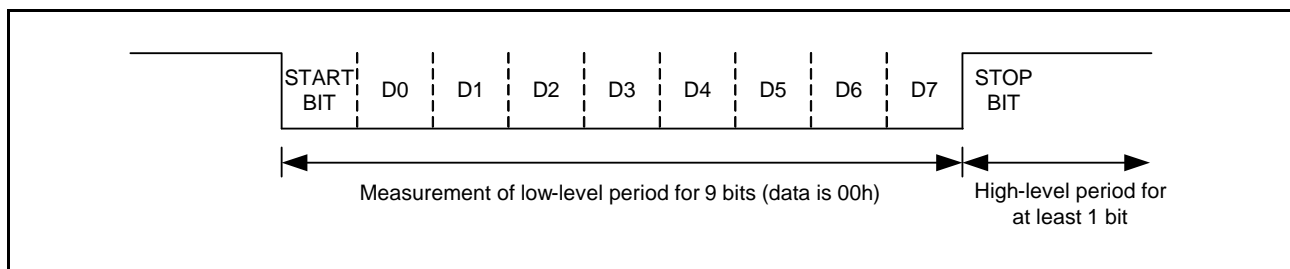 START
BIT
D0
D1
D2
D3
D4
D5
D6
D7
STOP
BIT
Measurement of low-level period for 9 bits (data is 00h)
High-level period for
at least 1 bit